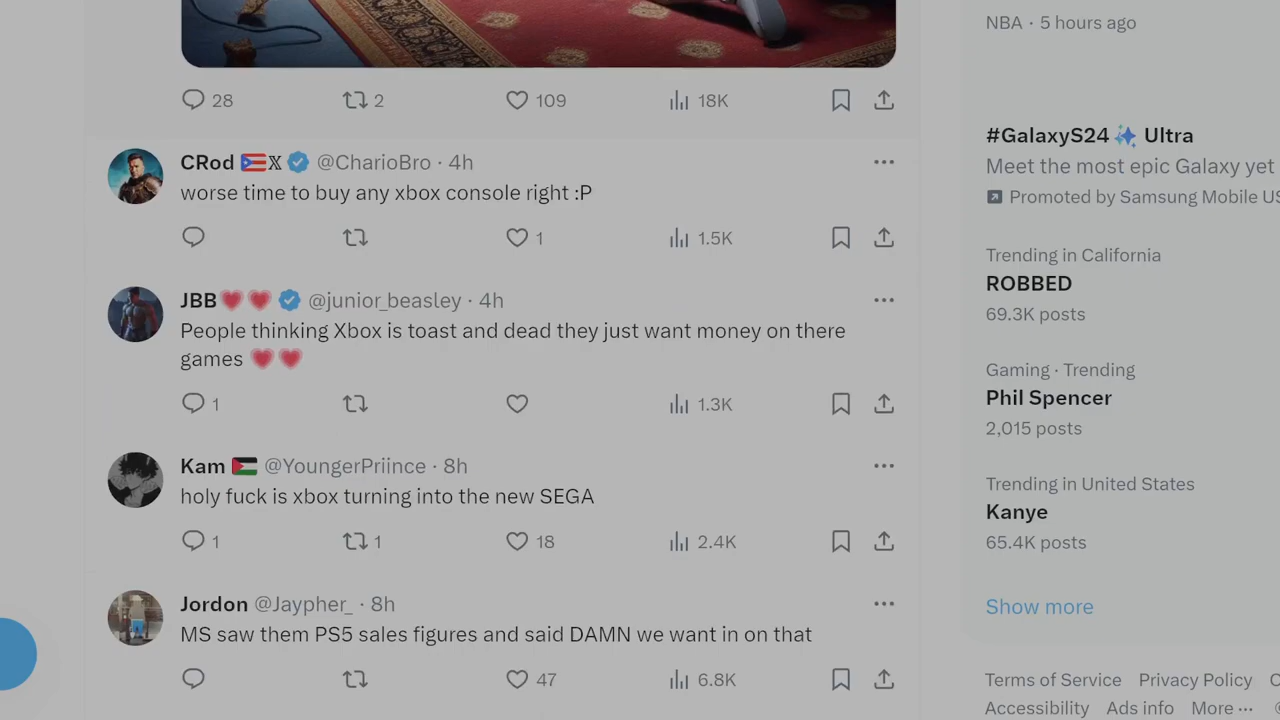 28 2 109 18K
CRod 🇵🇷𝕏 @CharioBro · 4h
worse time to buy any xbox console right :P
1 1.5K
JBB💗💗 @junior_beasley · 4h
People thinking Xbox is toast and dead they just want money on there
games 💗💗
1 1.3K
Kam 🇵🇸 @YoungerPriince · 8h
holy fuck is xbox turning into the new SEGA
1 1 18 2.4K
Jordon @Jaypher_ · 8h
MS saw them PS5 sales figures and said DAMN we want in on that
47 6.8K
NBA · 5 hours ago
#GalaxyS24✨ Ultra
Meet the most epic Galaxy yet
Promoted by Samsung Mobile US
Trending in California
ROBBED
69.3K posts
Gaming · Trending
Phil Spencer
2,015 posts
Trending in United States
Kanye
65.4K posts
Show more
Terms of Service Privacy Policy
Accessibility Ads info More ···